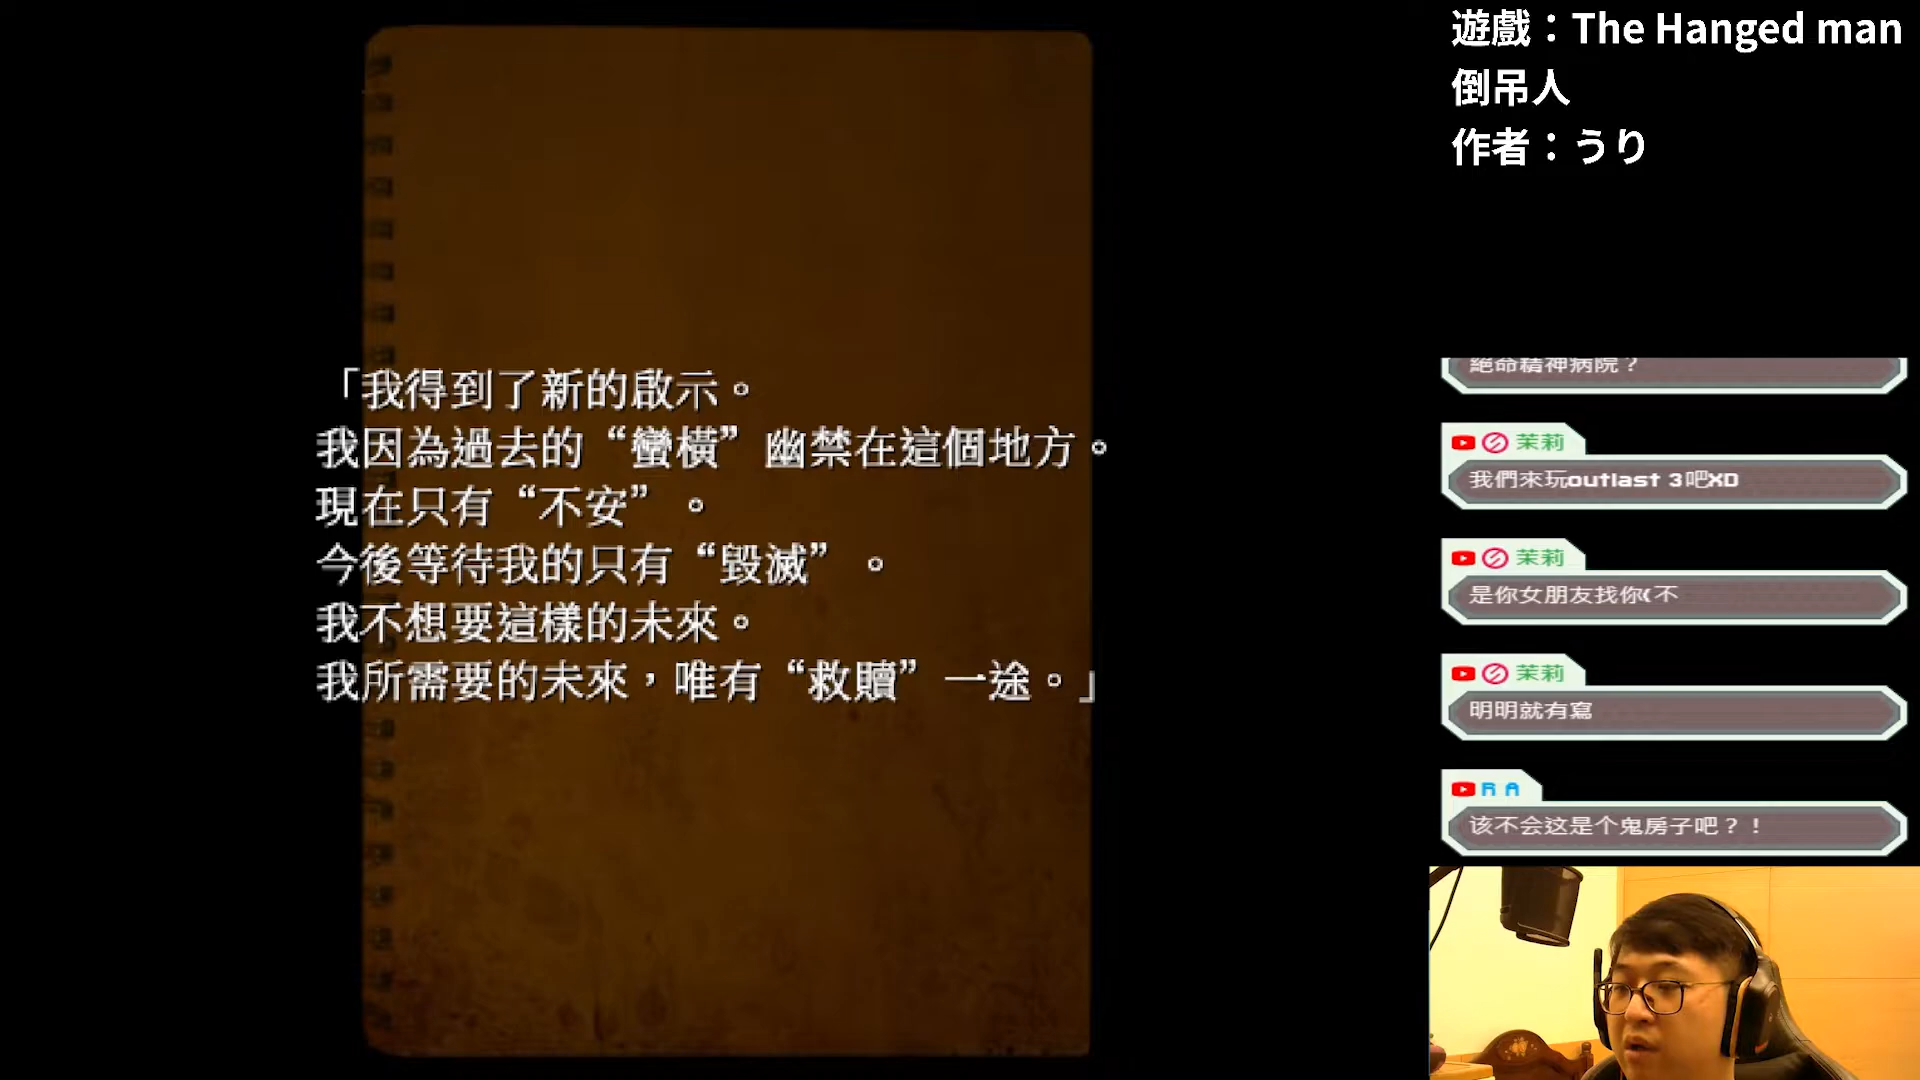 遊戲：The Hanged man
倒吊人
作者：うり
「我得到了新的啟示。
我因為過去的“蠻橫”幽禁在這個地方。
現在只有“不安”。
今後等待我的只有“毀滅”。
我不想要這樣的未來。
我所需要的未來，唯有“救贖”一途。」
絕命精神病院？
茉莉
我們來玩outlast 3吧XD
茉莉
是你女朋友找你(不
茉莉
明明就有寫
R A
该不会这是个鬼房子吧？！